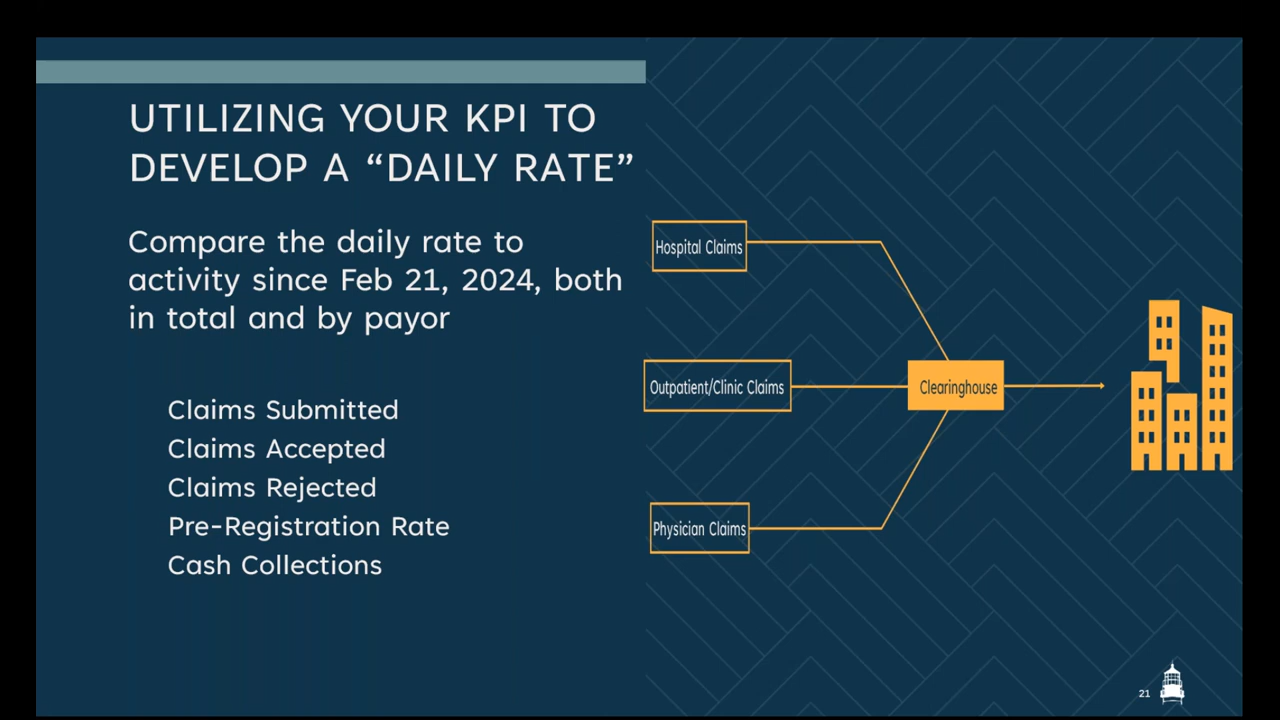 UTILIZING YOUR KPI TO
DEVELOP A “DAILY RATE”
Compare the daily rate to
activity since Feb 21, 2024, both
in total and by payor
Claims Submitted
Claims Accepted
Claims Rejected
Pre-Registration Rate
Cash Collections
Hospital Claims
Outpatient/Clinic Claims
Clearinghouse
Physician Claims
21